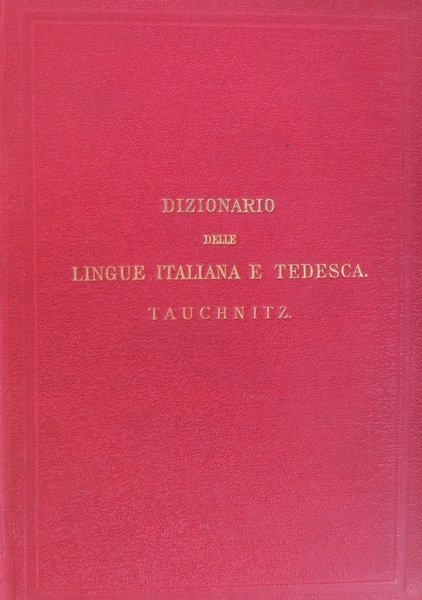 DIZIONARIO
DELLE
LINGUE ITALIANA E TEDESCA.
TAUCHNITZ.